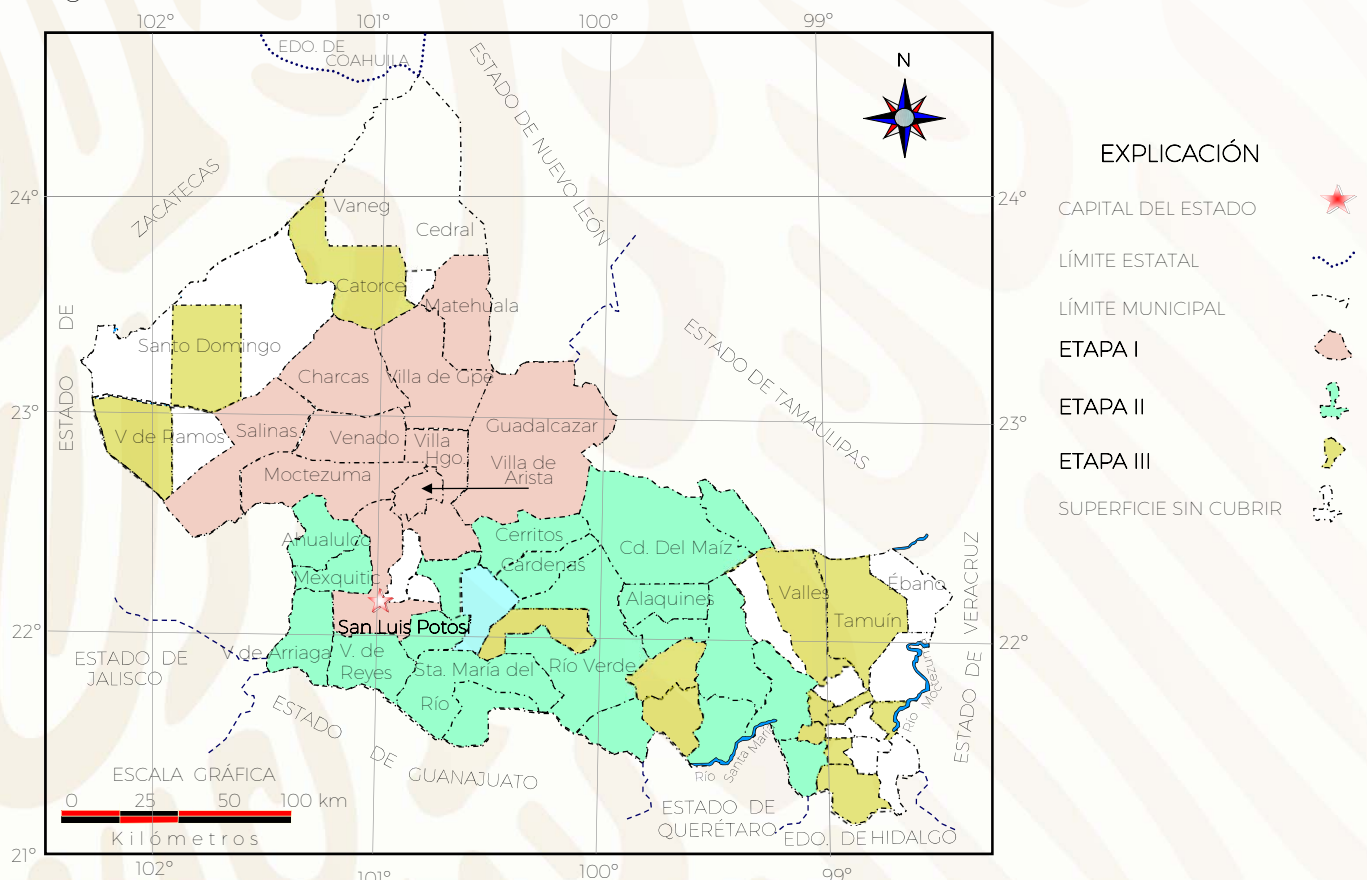 102°
101°
100°
99°
EDO. DE
COAHUILA
ESTADO DE NUEVO LEÓN
N
EXPLICACIÓN
ZACATECAS
24°
24°
CAPITAL DEL ESTADO
Vaneg
Cedral
LÍMITE ESTATAL
Catorce
Matehuala
LÍMITE MUNICIPAL
ESTADO DE
Santo Domingo
ESTADO DE TAMAULIPAS
ETAPA I
Charcas
Villa de Gpe
ETAPA II
23°
23°
V de Ramos
Salinas
Venado
Villa
Hgo.
Guadalcazar
ETAPA III
Moctezuma
Villa de
Arista
SUPERFICIE SIN CUBRIR
Ahualulco
Cerritos
Cd. Del Maíz
Cárdenas
Mexquitic
Alaquines
Valles
Ébano
Tamuín
ESTADO DE VERACRUZ
San Luis Potosí
22°
22°
ESTADO DE
JALISCO
V de Arriaga
V. de
Reyes
Sta. Maria del
Río
Río Verde
Río Moctezuma
ESTADO DE GUANAJUATO
Río Santa María
ESCALA GRÁFICA
0 25 50 100 km
Kilómetros
ESTADO DE
QUERÉTARO
EDO. DE HIDALGO
21°
102°
101°
100°
99°